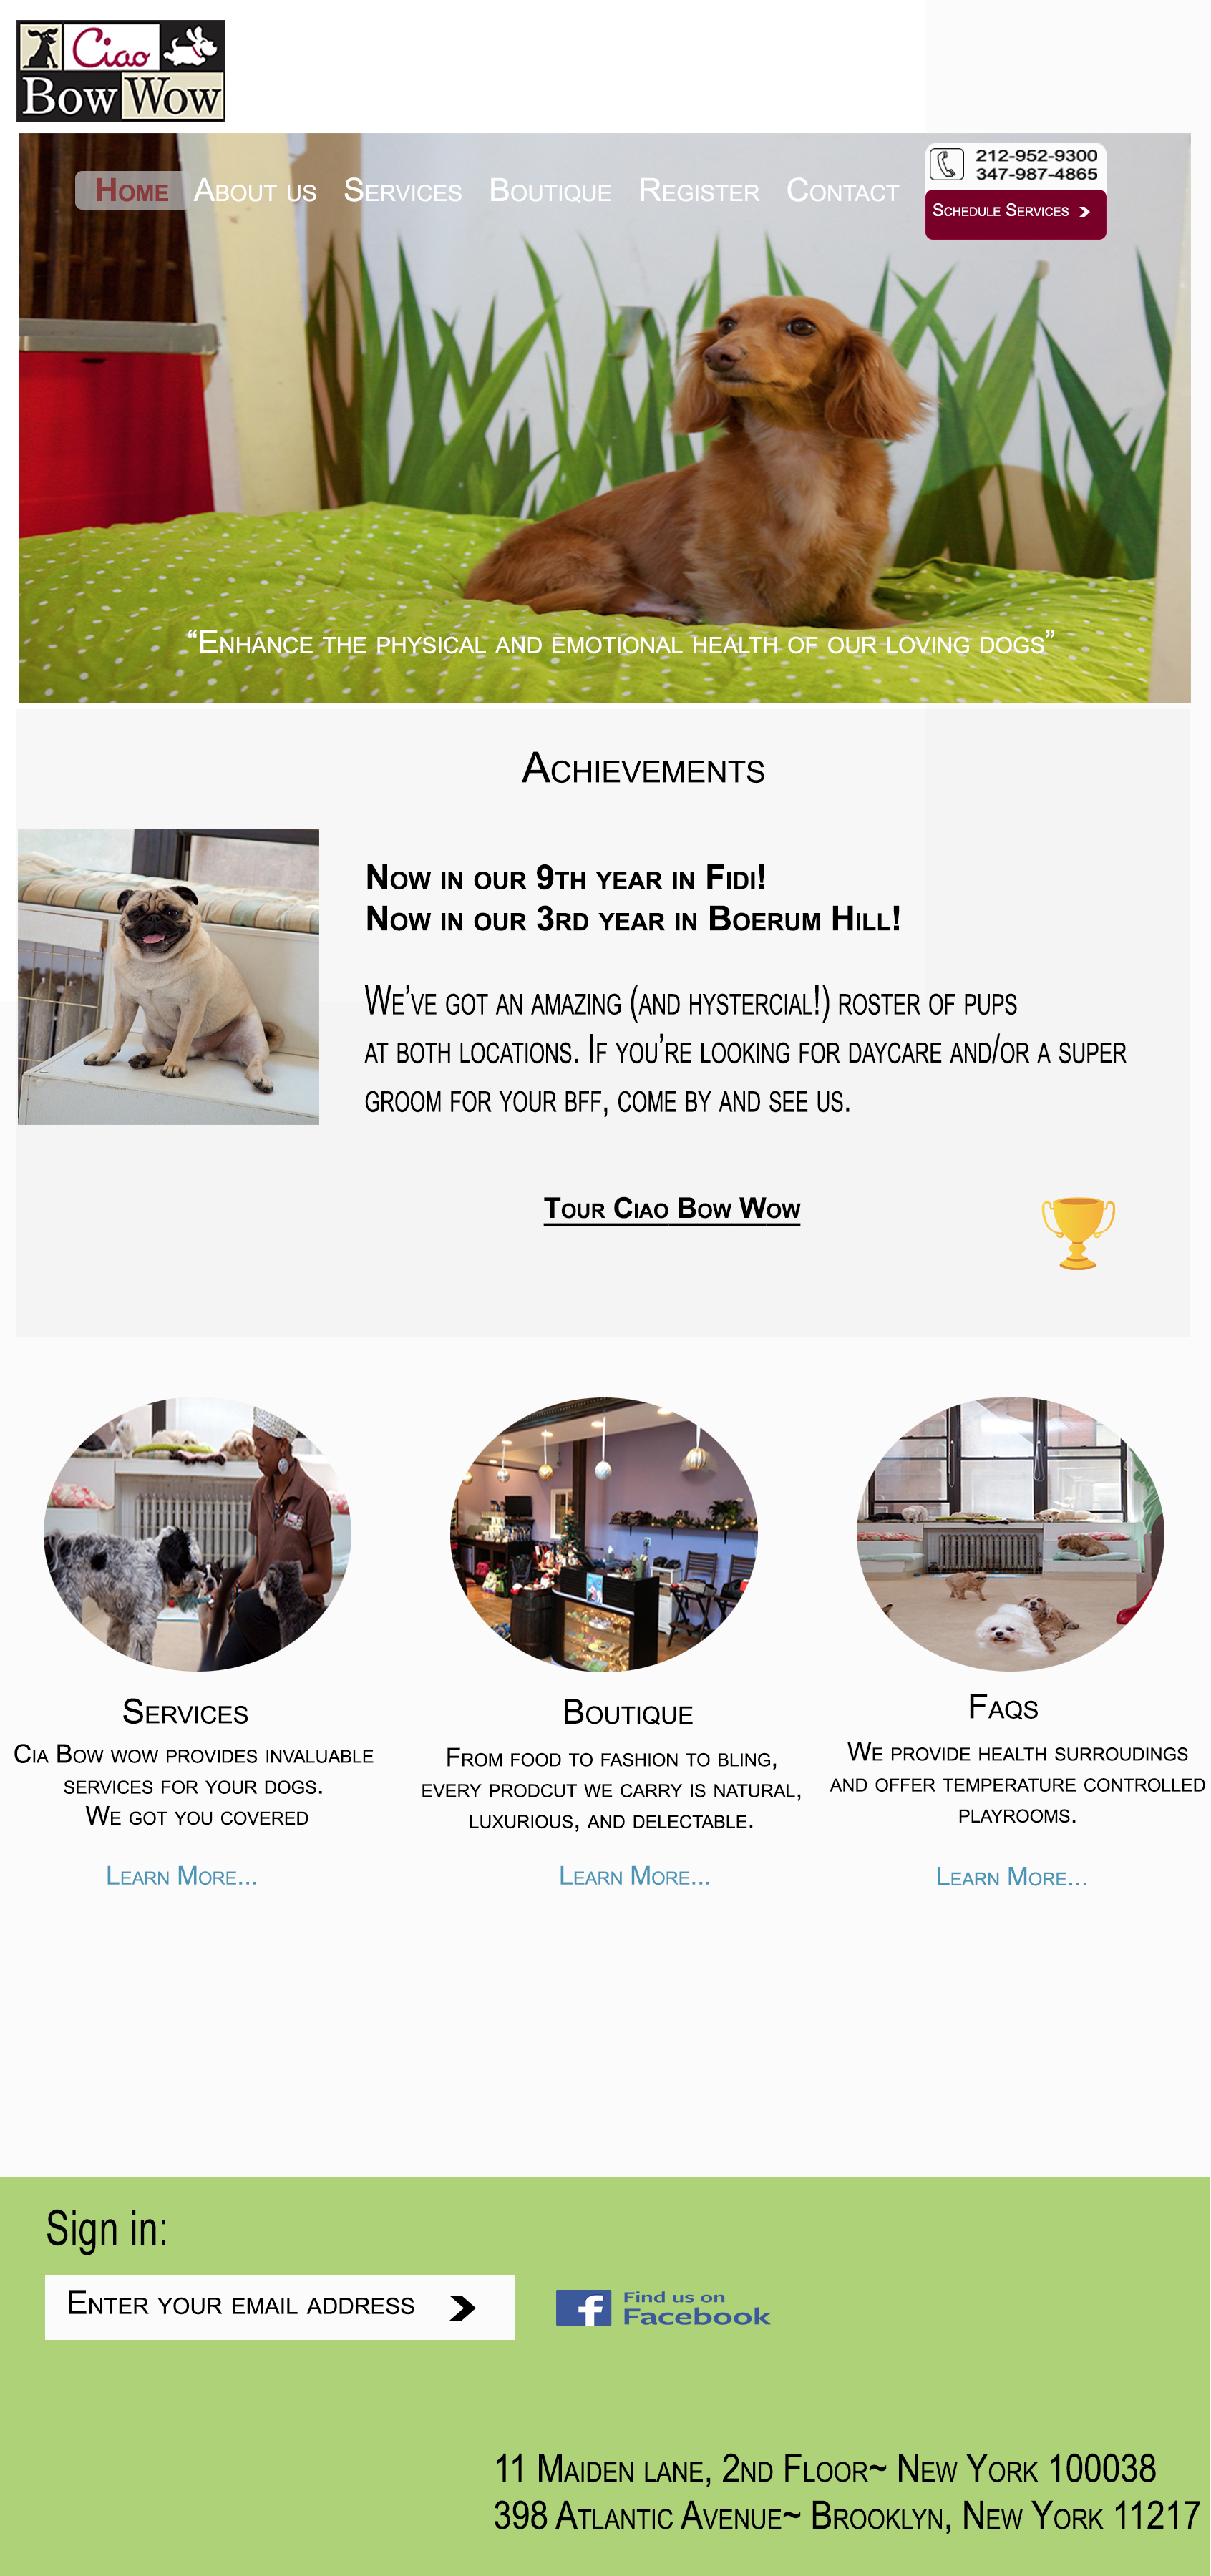 Ciao
Bow Wow
212-952-9300
347-987-4865
Home About us Services Boutique Register Contact
Schedule Services
“Enhance the physical and emotional health of our loving dogs”
Achievements
Now in our 9th year in Fidi!
Now in our 3rd year in Boerum Hill!
We’ve got an amazing (and hystercial!) roster of pups
at both locations. If you’re looking for daycare and/or a super
groom for your bff, come by and see us.
Tour Ciao Bow Wow
Services
Cia Bow wow provides invaluable
services for your dogs.
We got you covered
Learn More...
Boutique
From food to fashion to bling,
every prodcut we carry is natural,
luxurious, and delectable.
Learn More...
Faqs
We provide health surroudings
and offer temperature controlled
playrooms.
Learn More...
Sign in:
Enter your email address
Find us on
Facebook
11 Maiden lane, 2nd Floor~ New York 100038
398 Atlantic Avenue~ Brooklyn, New York 11217